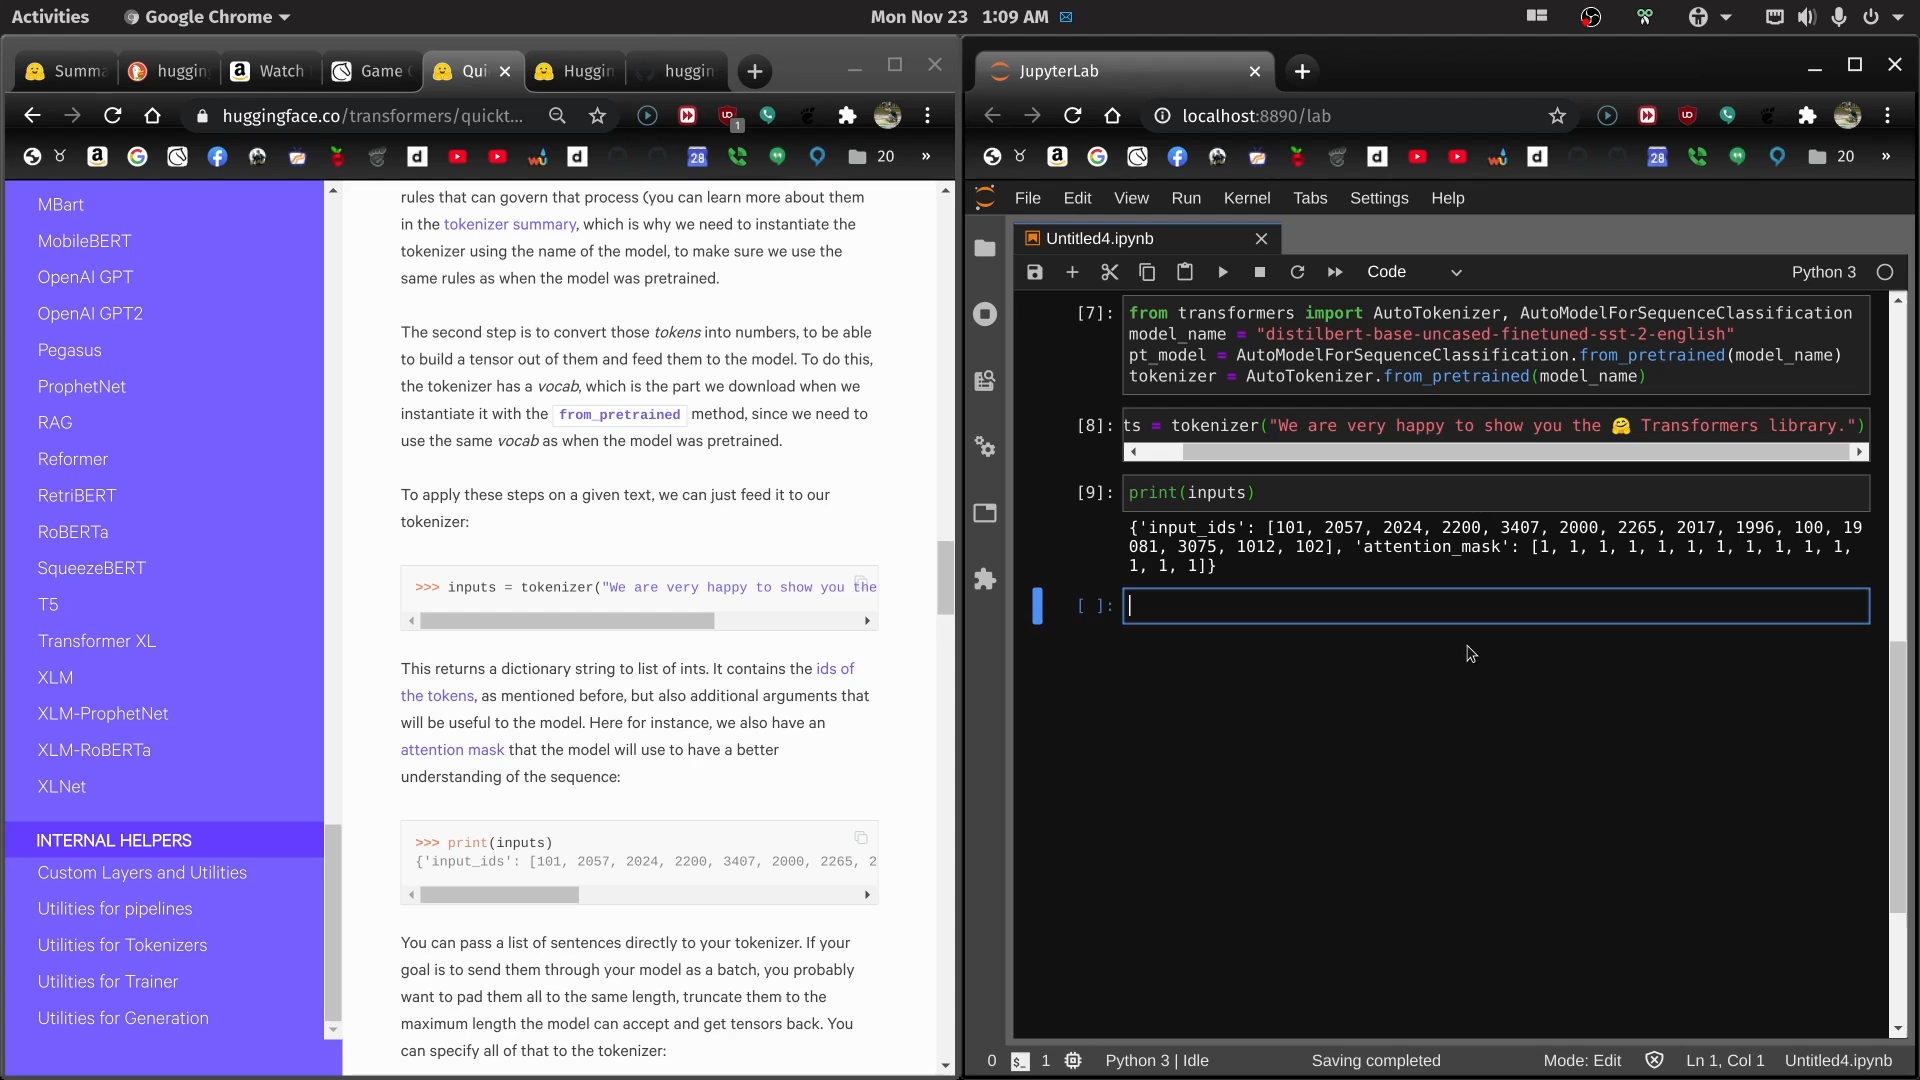 Activities
Google Chrome
Mon Nov 23 1:09 AM
Summa
huggin
Watch
Game
Qui
Huggin
huggin
JupyterLab
huggingface.co/transformers/quickt...
localhost:8890/lab
1
28
20
»
28
20
»
MBart
MobileBERT
OpenAI GPT
OpenAI GPT2
Pegasus
ProphetNet
RAG
Reformer
RetriBERT
RoBERTa
SqueezeBERT
T5
Transformer XL
XLM
XLM-ProphetNet
XLM-RoBERTa
XLNet
INTERNAL HELPERS
Custom Layers and Utilities
Utilities for pipelines
Utilities for Tokenizers
Utilities for Trainer
Utilities for Generation
rules that can govern that process (you can learn more about them
in the tokenizer summary, which is why we need to instantiate the
tokenizer using the name of the model, to make sure we use the
same rules as when the model was pretrained.
The second step is to convert those tokens into numbers, to be able
to build a tensor out of them and feed them to the model. To do this,
the tokenizer has a vocab, which is the part we download when we
instantiate it with the from_pretrained method, since we need to
use the same vocab as when the model was pretrained.
To apply these steps on a given text, we can just feed it to our
tokenizer:
>>> inputs = tokenizer("We are very happy to show you the
This returns a dictionary string to list of ints. It contains the ids of
the tokens, as mentioned before, but also additional arguments that
will be useful to the model. Here for instance, we also have an
attention mask that the model will use to have a better
understanding of the sequence:
>>> print(inputs)
{'input_ids': [101, 2057, 2024, 2200, 3407, 2000, 2265, 2
You can pass a list of sentences directly to your tokenizer. If your
goal is to send them through your model as a batch, you probably
want to pad them all to the same length, truncate them to the
maximum length the model can accept and get tensors back. You
can specify all of that to the tokenizer:
File Edit View Run Kernel Tabs Settings Help
Untitled4.ipynb
Code
Python 3
[7]: from transformers import AutoTokenizer, AutoModelForSequenceClassification
model_name = "distilbert-base-uncased-finetuned-sst-2-english"
pt_model = AutoModelForSequenceClassification.from_pretrained(model_name)
tokenizer = AutoTokenizer.from_pretrained(model_name)
[8]: ts = tokenizer("We are very happy to show you the 🤗 Transformers library.")
[9]: print(inputs)
{'input_ids': [101, 2057, 2024, 2200, 3407, 2000, 2265, 2017, 1996, 100, 19
081, 3075, 1012, 102], 'attention_mask': [1, 1, 1, 1, 1, 1, 1, 1, 1, 1, 1,
1, 1, 1]}
[ ]:
0 1 Python 3 | Idle Saving completed Mode: Edit Ln 1, Col 1 Untitled4.ipynb